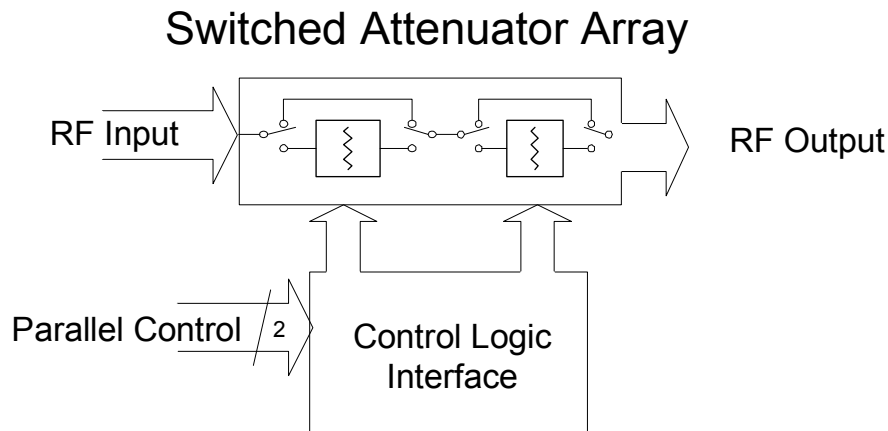 Switched Attenuator Array
RF Input
RF Output
Parallel Control
2
Control Logic
Interface